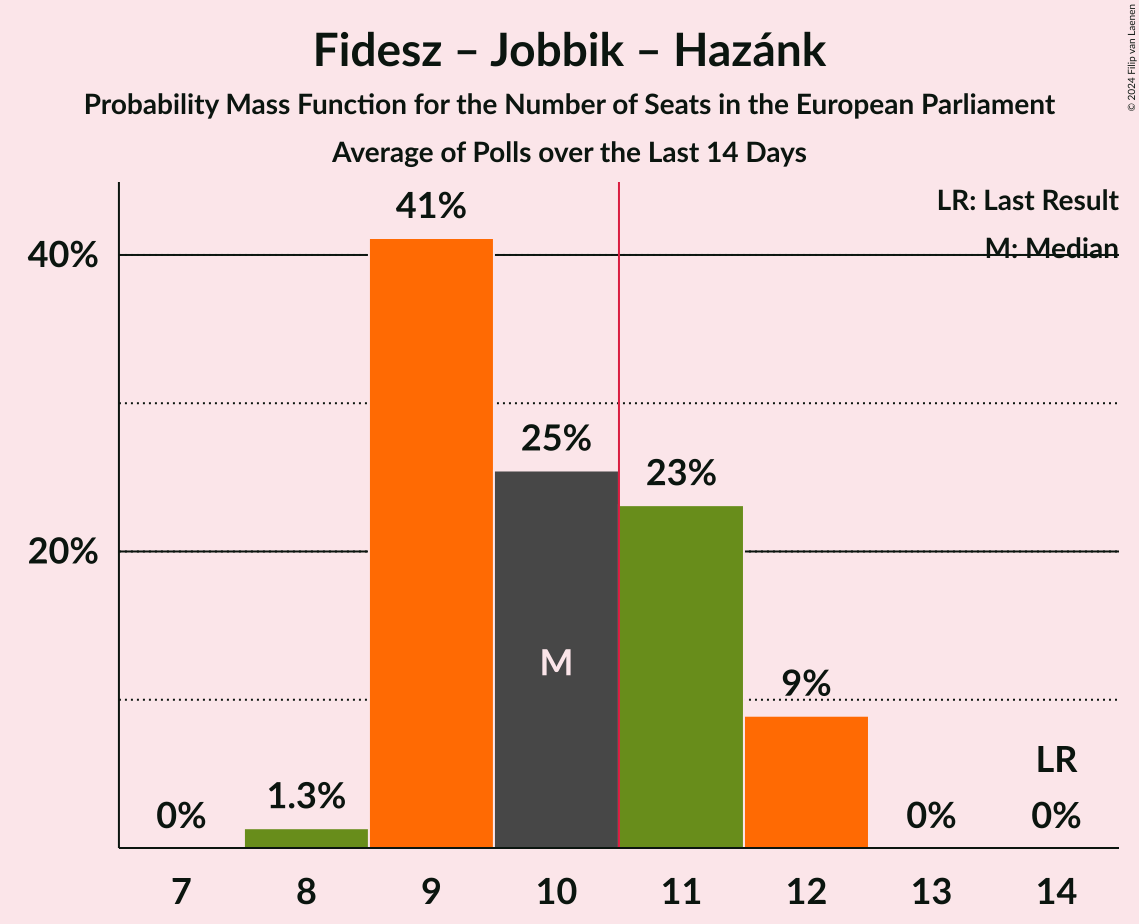 Fidesz – Jobbik – Hazánk
Probability Mass Function for the Number of Seats in the European Parliament
Average of Polls over the Last 14 Days
© 2024 Filip van Laenen
LR: Last Result
M: Median
40%
20%
0%
1.3%
41%
25%
23%
9%
0%
0%
M
LR
7 8 9 10 11 12 13 14